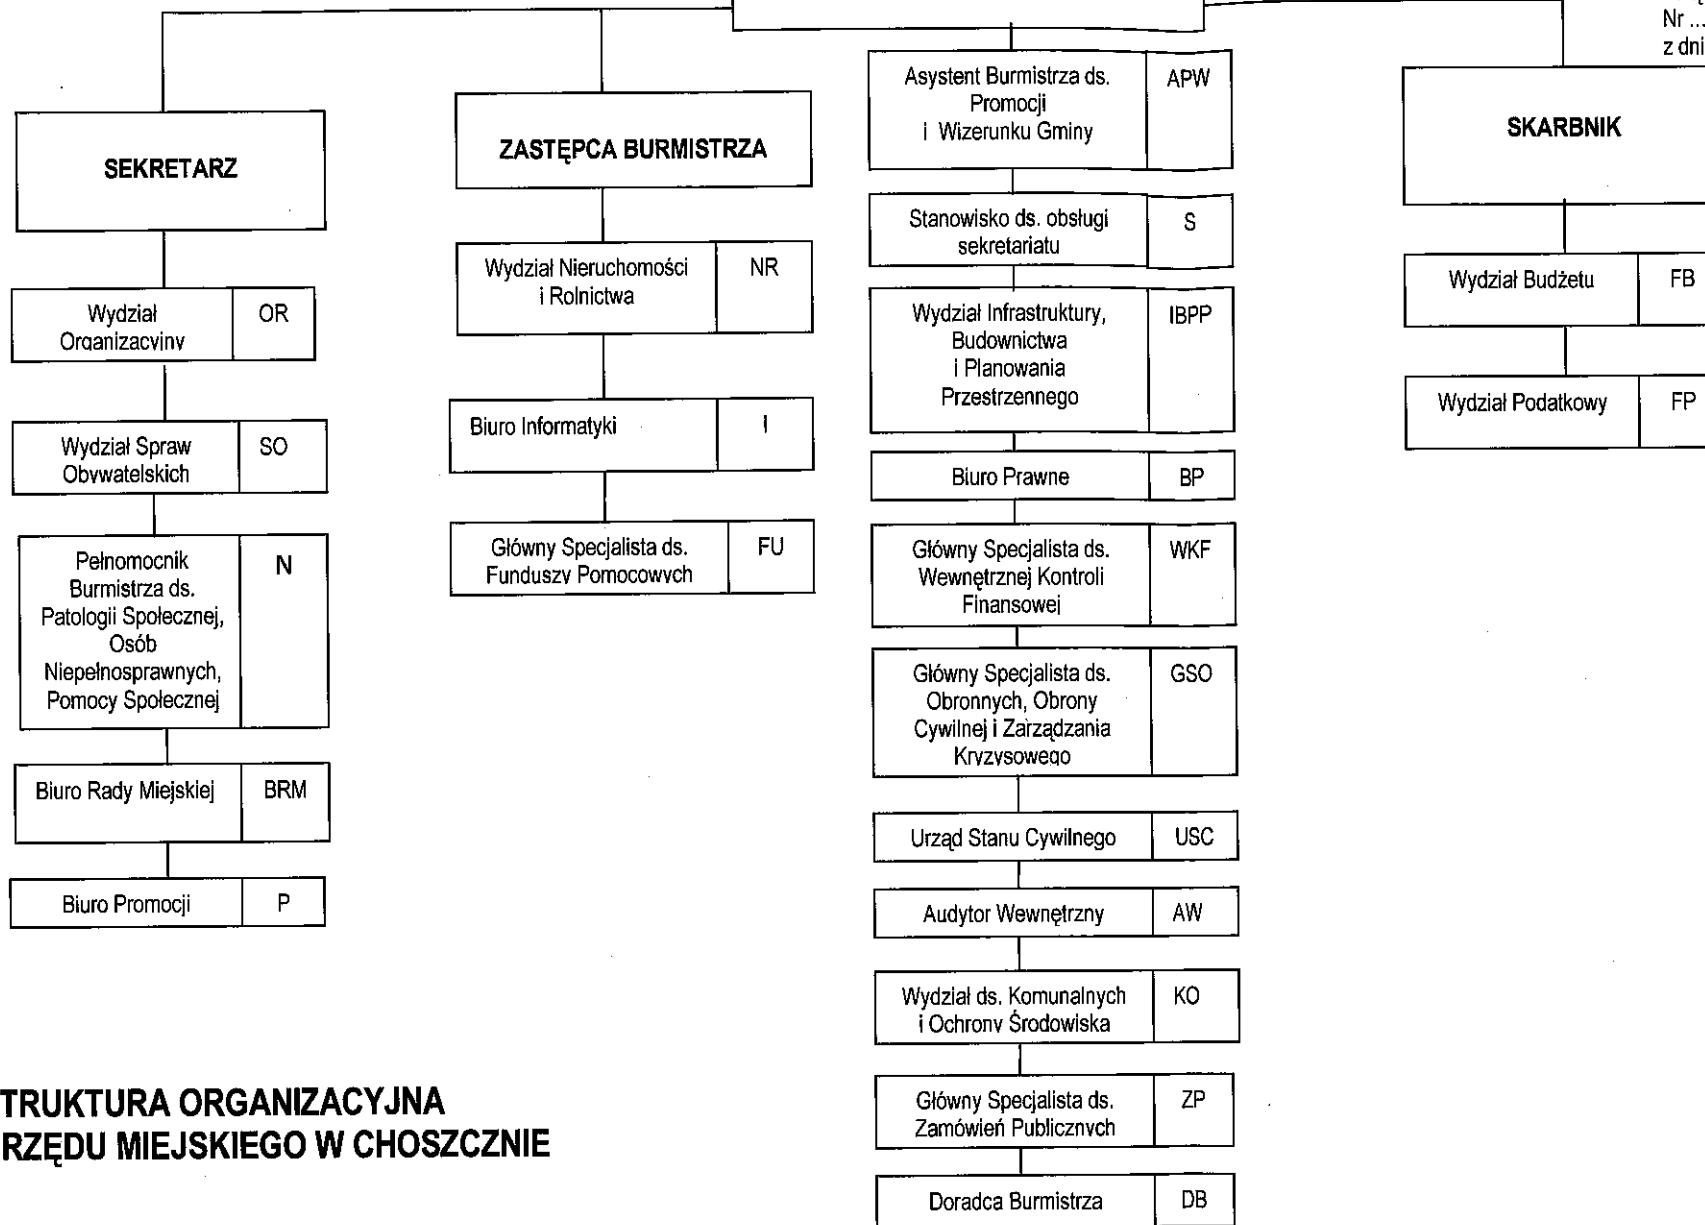 Nr ...
z dni
SEKRETARZ
Wydział
Organizacyjny
OR
Wydział Spraw
Obywatelskich
SO
Pełnomocnik
Burmistrza ds.
Patologii Społecznej,
Osób
Niepełnosprawnych,
Pomocy Społecznej
N
Biuro Rady Miejskiej
BRM
Biuro Promocji
P
ZASTĘPCA BURMISTRZA
Wydział Nieruchomości
i Rolnictwa
NR
Biuro Informatyki
I
Główny Specjalista ds.
Funduszy Pomocowych
FU
Asystent Burmistrza ds.
Promocji
i Wizerunku Gminy
APW
Stanowisko ds. obsługi
sekretariatu
S
Wydział Infrastruktury,
Budownictwa
i Planowania
Przestrzennego
IBPP
Biuro Prawne
BP
Główny Specjalista ds.
Wewnętrznej Kontroli
Finansowej
WKF
Główny Specjalista ds.
Obronnych, Obrony
Cywilnej i Zarządzania
Kryzysowego
GSO
Urząd Stanu Cywilnego
USC
Audytor Wewnętrzny
AW
Wydział ds. Komunalnych
i Ochrony Środowiska
KO
Główny Specjalista ds.
Zamówień Publicznych
ZP
Doradca Burmistrza
DB
SKARBNIK
Wydział Budżetu
FB
Wydział Podatkowy
FP
TRUKTURA ORGANIZACYJNA
RZĘDU MIEJSKIEGO W CHOSZCZNIE